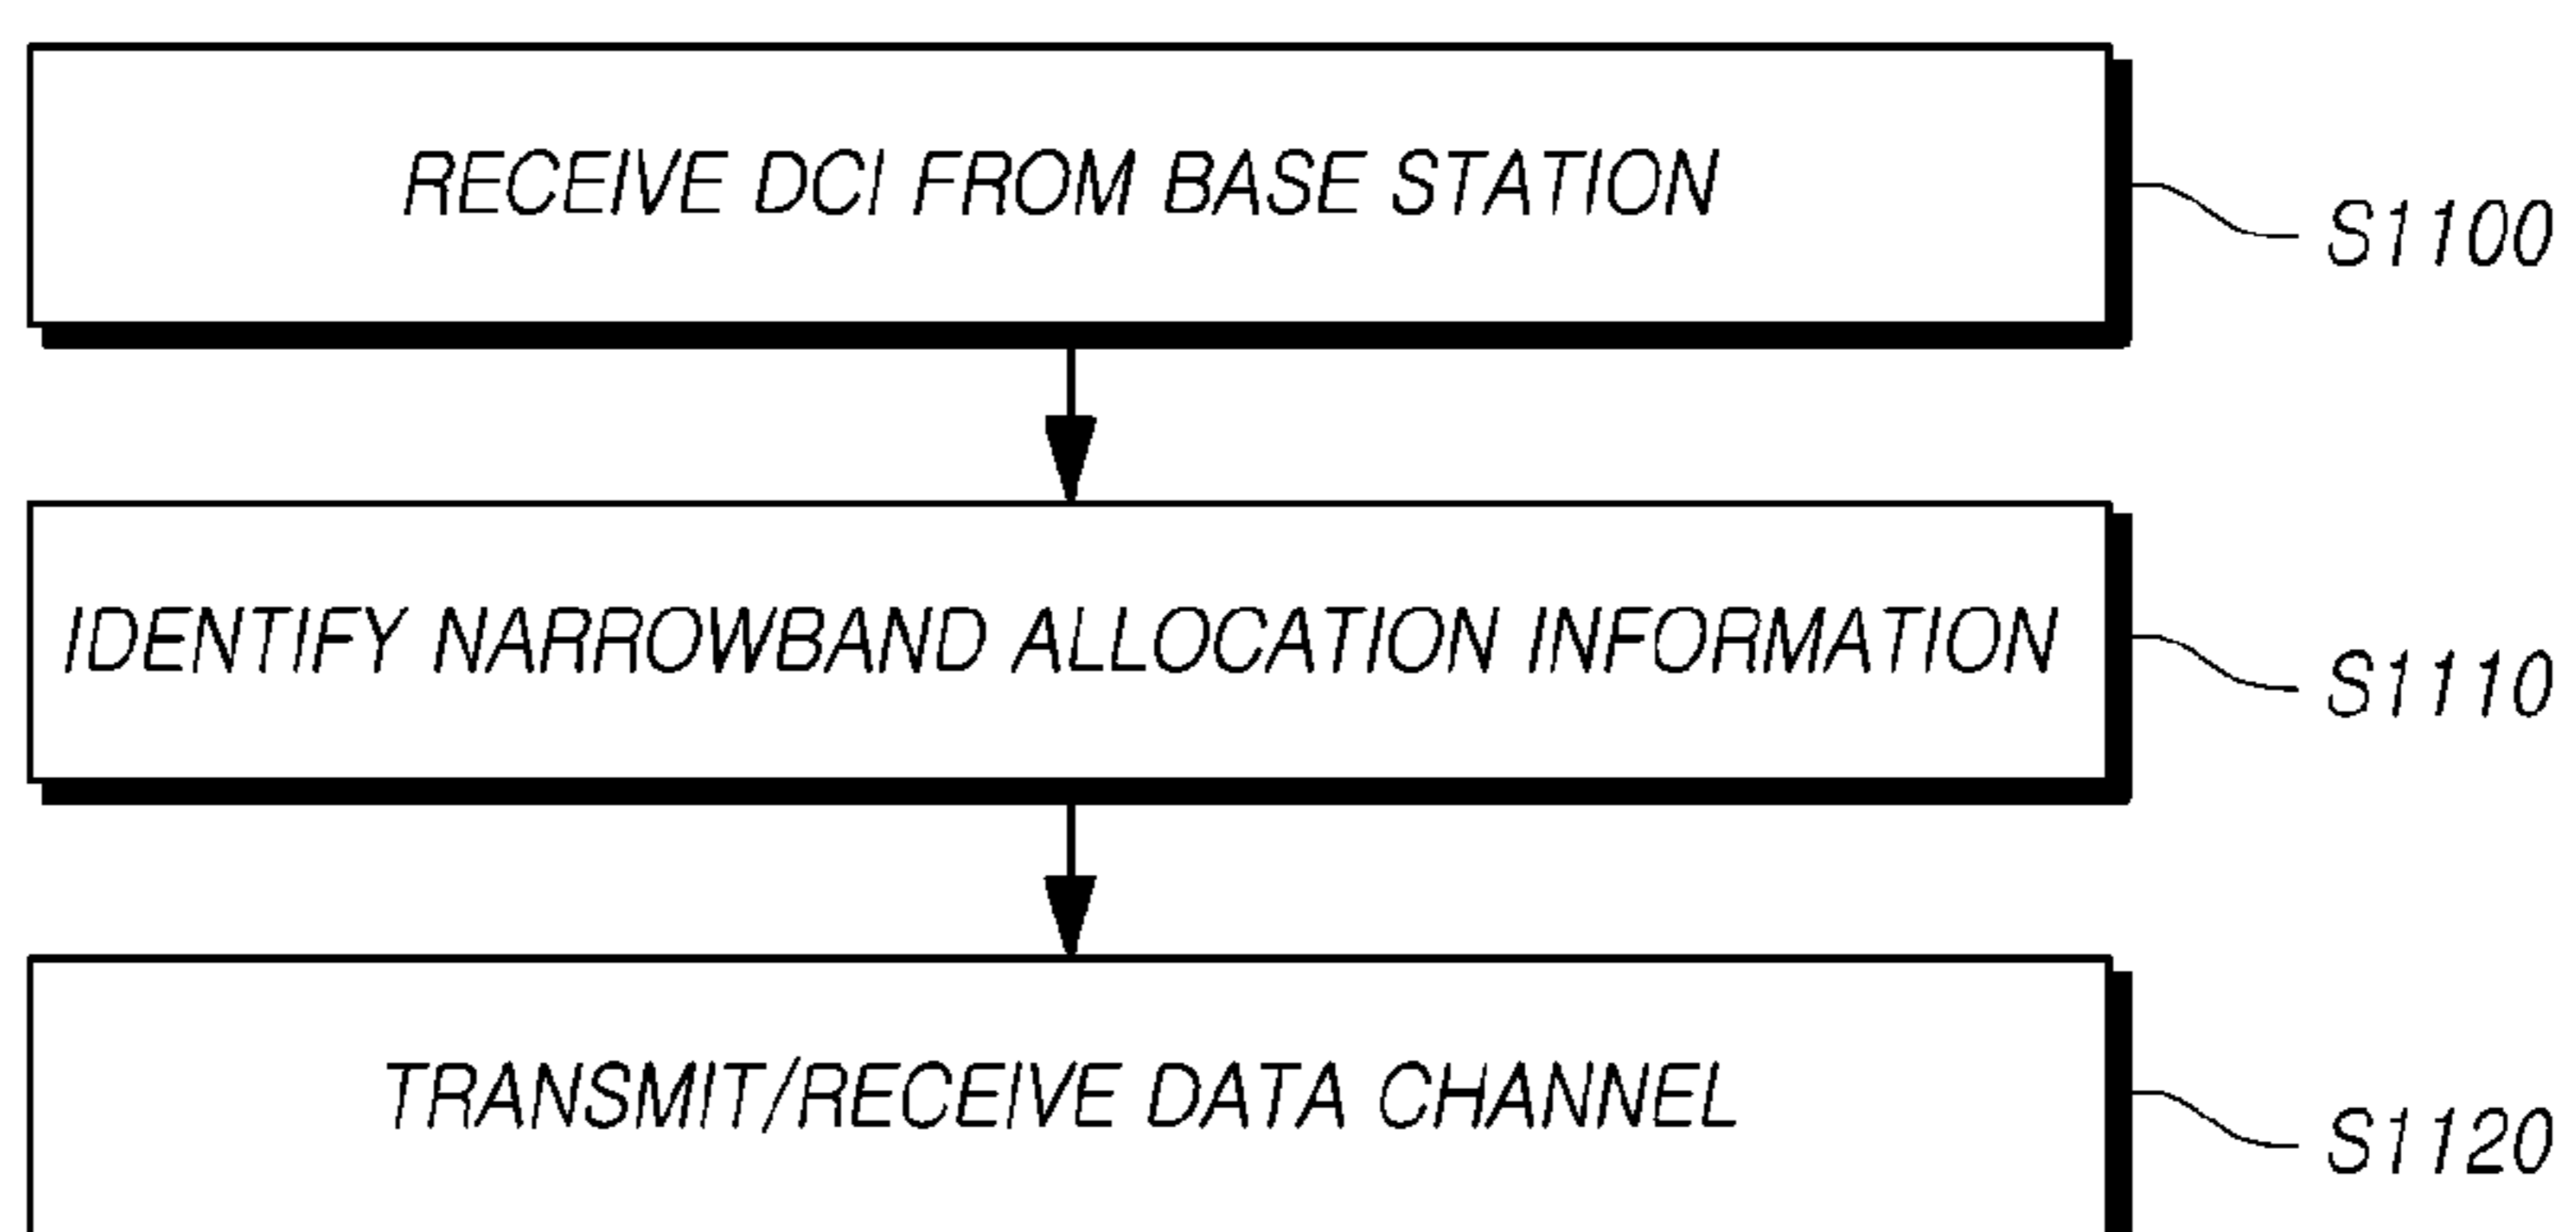 RECEIVE DCI FROM BASE STATION
S1100
IDENTIFY NARROWBAND ALLOCATION INFORMATION
S1110
TRANSMIT/RECEIVE DATA CHANNEL
S1120